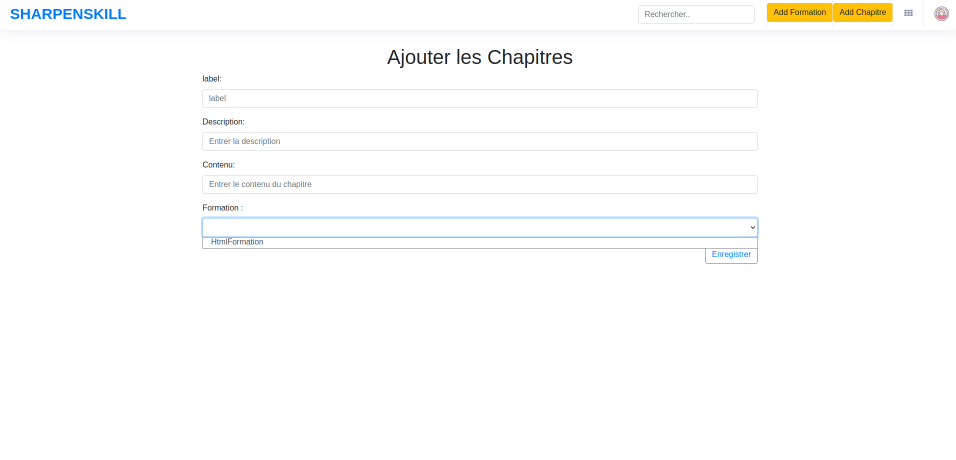 SHARPENSKILL
Rechercher..
Add Formation
Add Chapitre
Ajouter les Chapitres
label:
label
Description:
Entrer la description
Contenu:
Entrer le contenu du chapitre
Formation :
HtmlFormation
Enregistrer